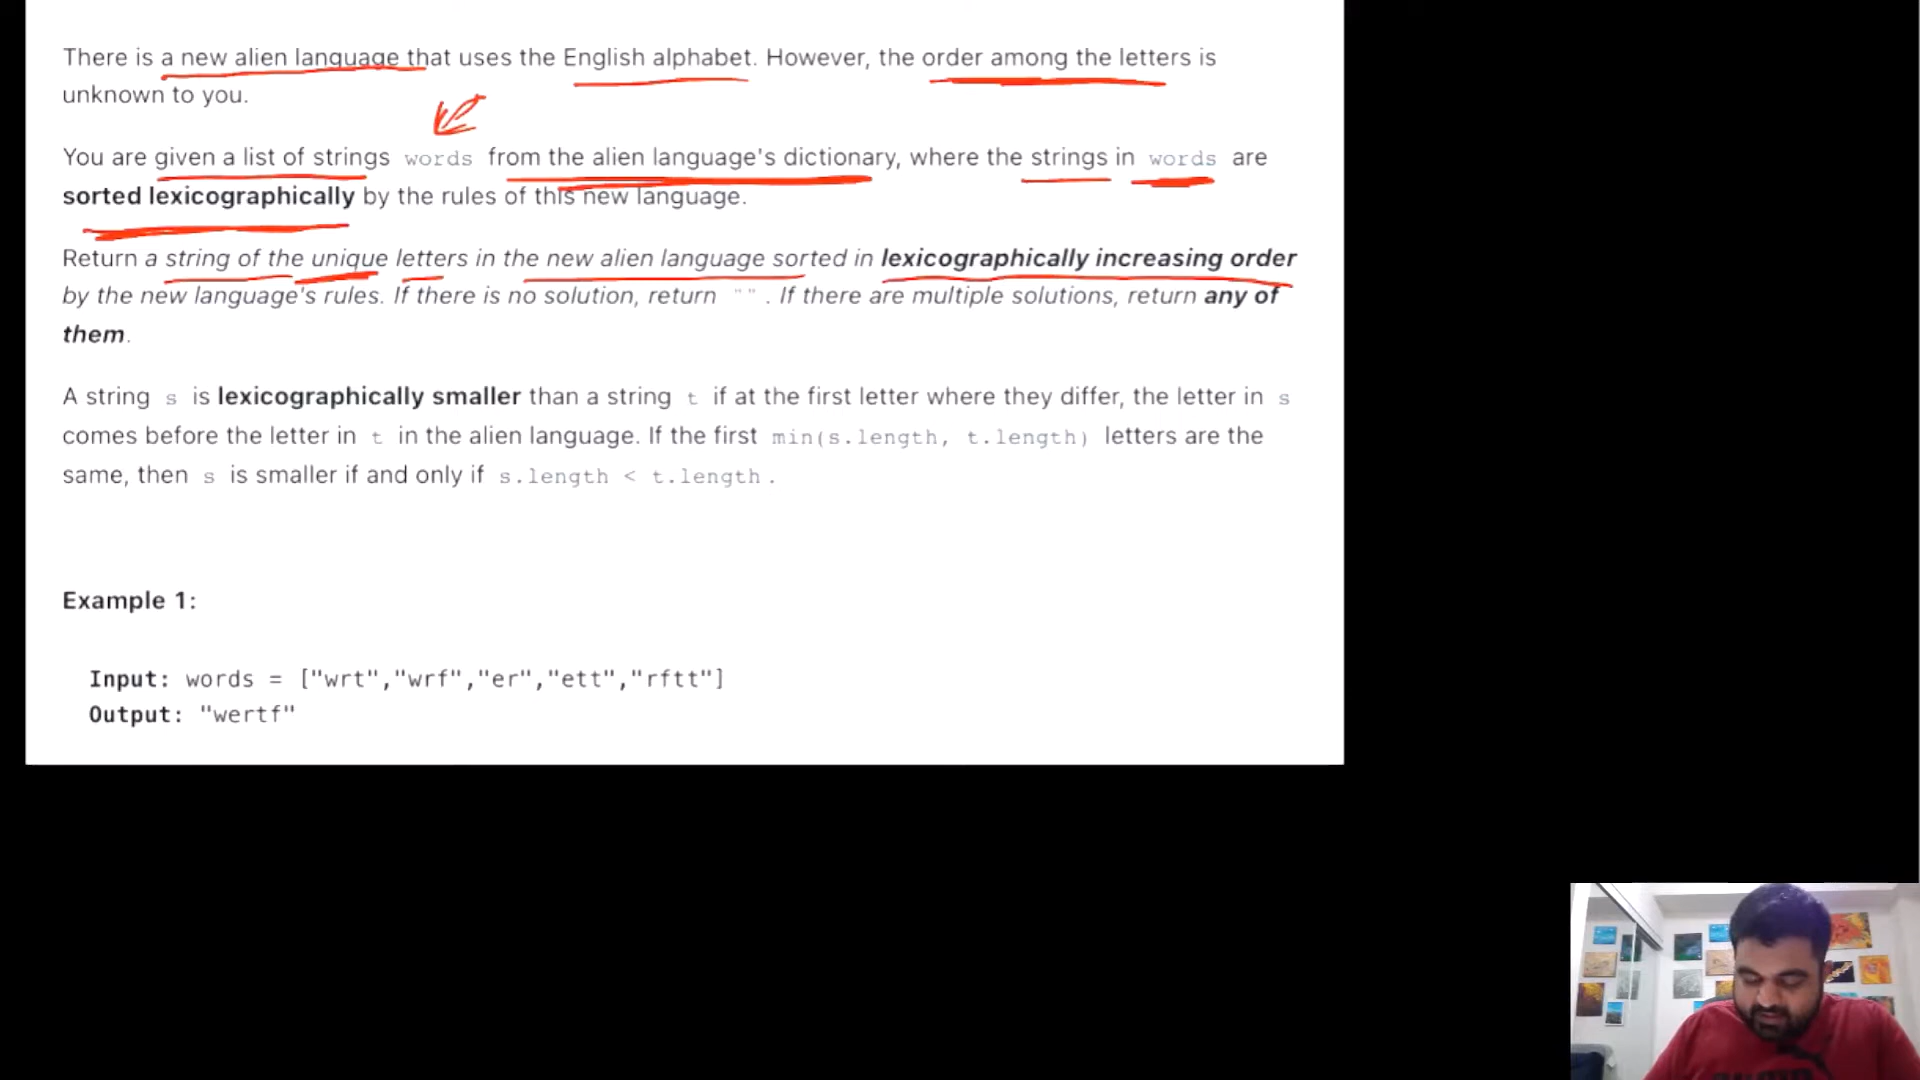 There is a new alien language that uses the English alphabet. However, the order among the letters is
unknown to you.
You are given a list of strings words from the alien language's dictionary, where the strings in words are
sorted lexicographically by the rules of this new language.
Return a string of the unique letters in the new alien language sorted in lexicographically increasing order
by the new language's rules. If there is no solution, return "". If there are multiple solutions, return any of
them.
A string s is lexicographically smaller than a string t if at the first letter where they differ, the letter in s
comes before the letter in t in the alien language. If the first min(s.length, t.length) letters are the
same, then s is smaller if and only if s.length < t.length.
Example 1:
Input: words = ["wrt","wrf","er","ett","rftt"]
Output: "wertf"